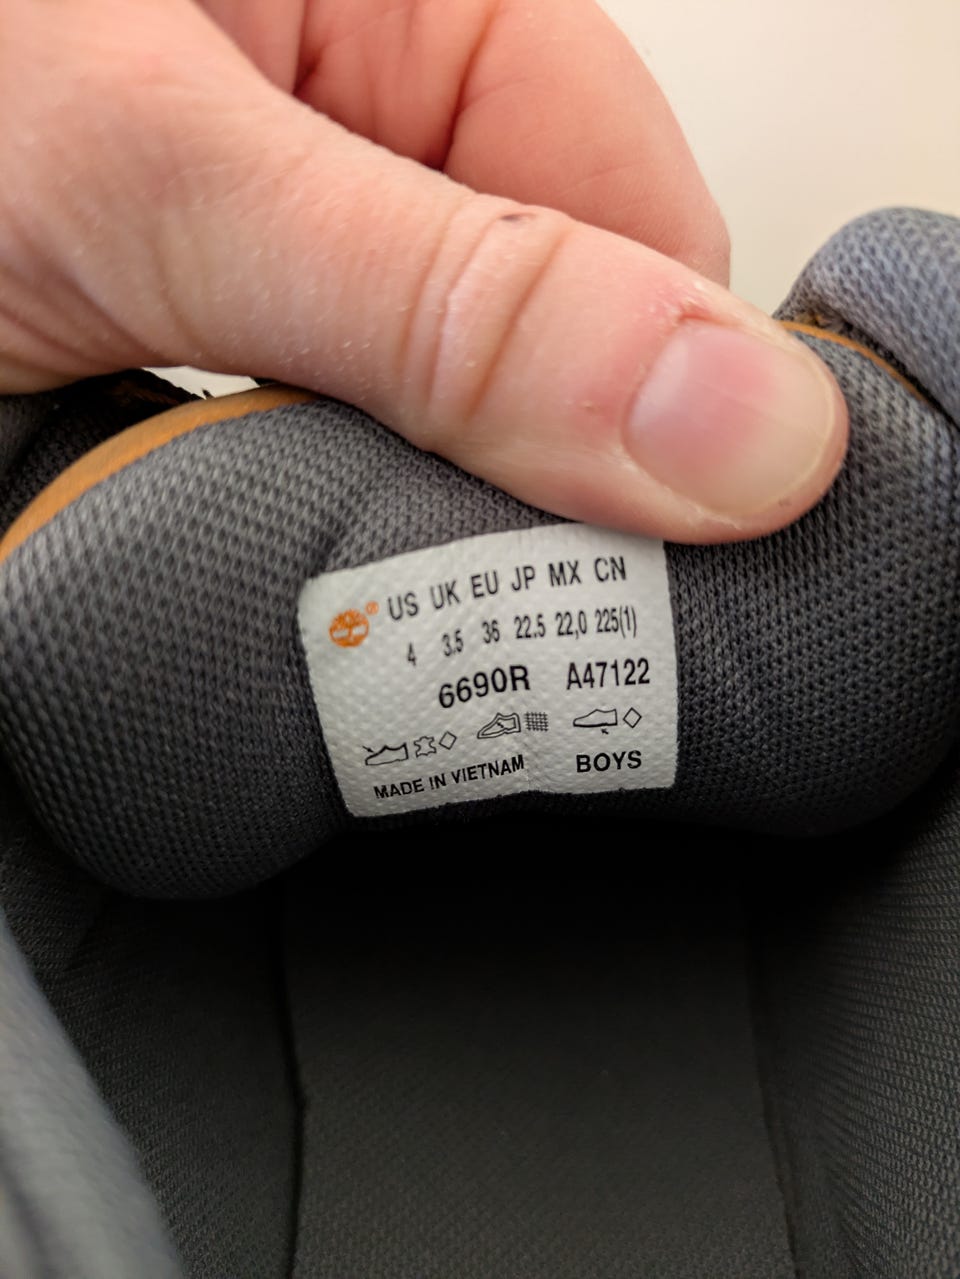 ® US UK EU JP MX CN
4 3.5 36 22.5 22,0 225(1)
6690R A47122
MADE IN VIETNAM BOYS